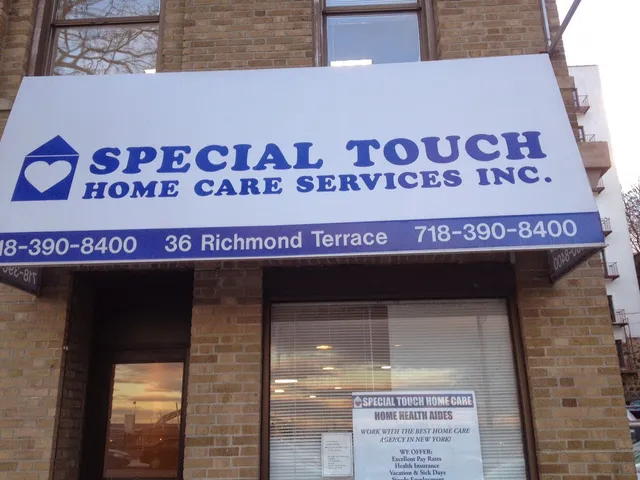 SPECIAL TOUCH
HOME CARE SERVICES INC.
18-390-8400 36 Richmond Terrace 718-390-8400
SPECIAL TOUCH HOME CARE
HOME HEALTH AIDES
WORK WITH THE BEST HOME CARE
AGENCY IN NEW YORK!
WE OFFER:
Excellent Pay Rates
Health Insurance
Vacation & Sick Days